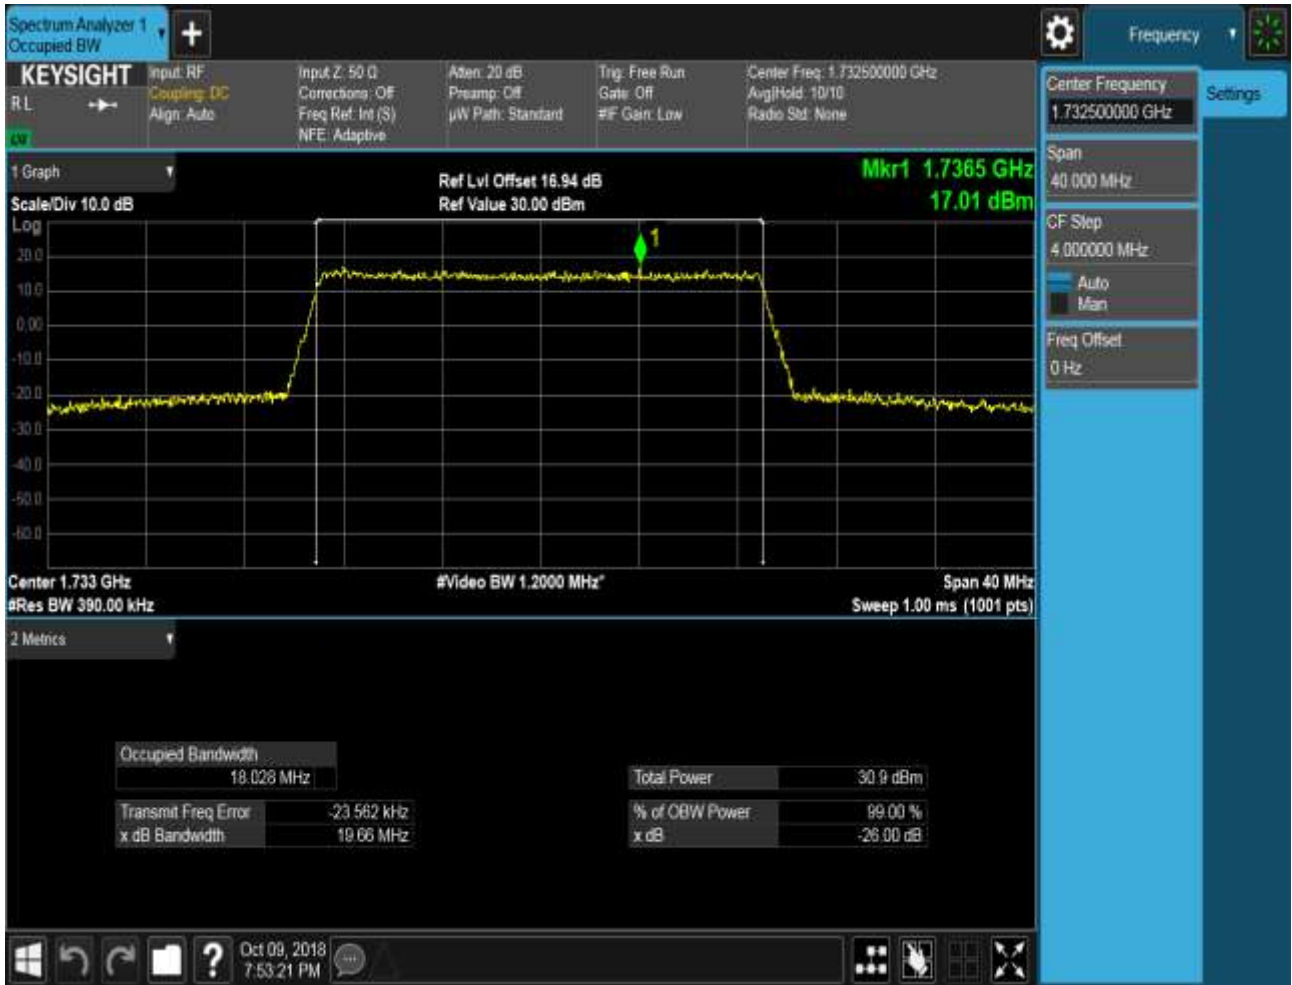 Spectrum Analyzer 1
Occupied BW
Frequency
KEYSIGHT
R L
Input: RF
Coupling: DC
Align: Auto
Input Z: 50 Ω
Corrections: Off
Freq Ref: Int (S)
NFE: Adaptive
Atten: 20 dB
Preamp: Off
µW Path: Standard
Trig: Free Run
Gate: Off
#IF Gain: Low
Center Freq: 1.732500000 GHz
Avg|Hold: 10/10
Radio Std: None
Center Frequency
1.732500000 GHz
Settings
Span
40.000 MHz
CF Step
4.000000 MHz
Auto
Man
Freq Offset
0 Hz
1 Graph
Ref Lvl Offset 16.94 dB
Mkr1 1.7365 GHz
Scale/Div 10.0 dB
Ref Value 30.00 dBm
17.01 dBm
Log
1
20.0
10.0
0.00
-10.0
-20.0
-30.0
-40.0
-50.0
-60.0
Center 1.733 GHz
#Video BW 1.2000 MHz*
Span 40 MHz
#Res BW 390.00 kHz
Sweep 1.00 ms (1001 pts)
2 Metrics
Occupied Bandwidth
18.028 MHz
Total Power 30.9 dBm
Transmit Freq Error -23.562 kHz
% of OBW Power 99.00 %
x dB Bandwidth 19.66 MHz
x dB -26.00 dB
?
Oct 09, 2018
7:53:21 PM